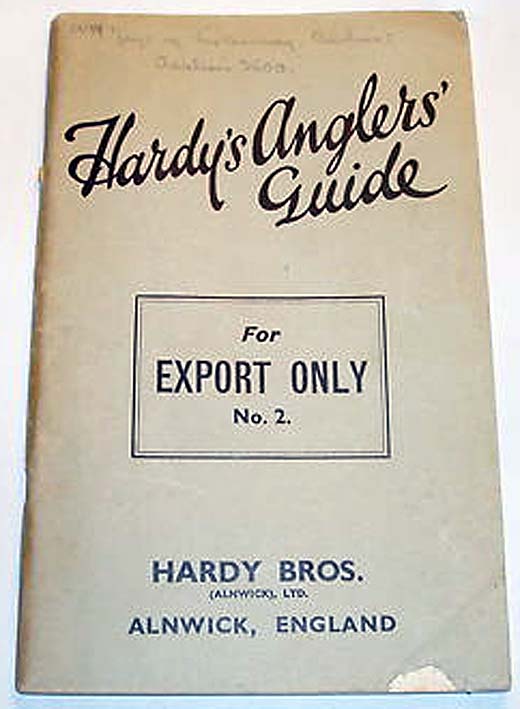 Hardy's Anglers'
Guide
For
EXPORT ONLY
No. 2.
HARDY BROS.
(ALNWICK), LTD.
ALNWICK, ENGLAND